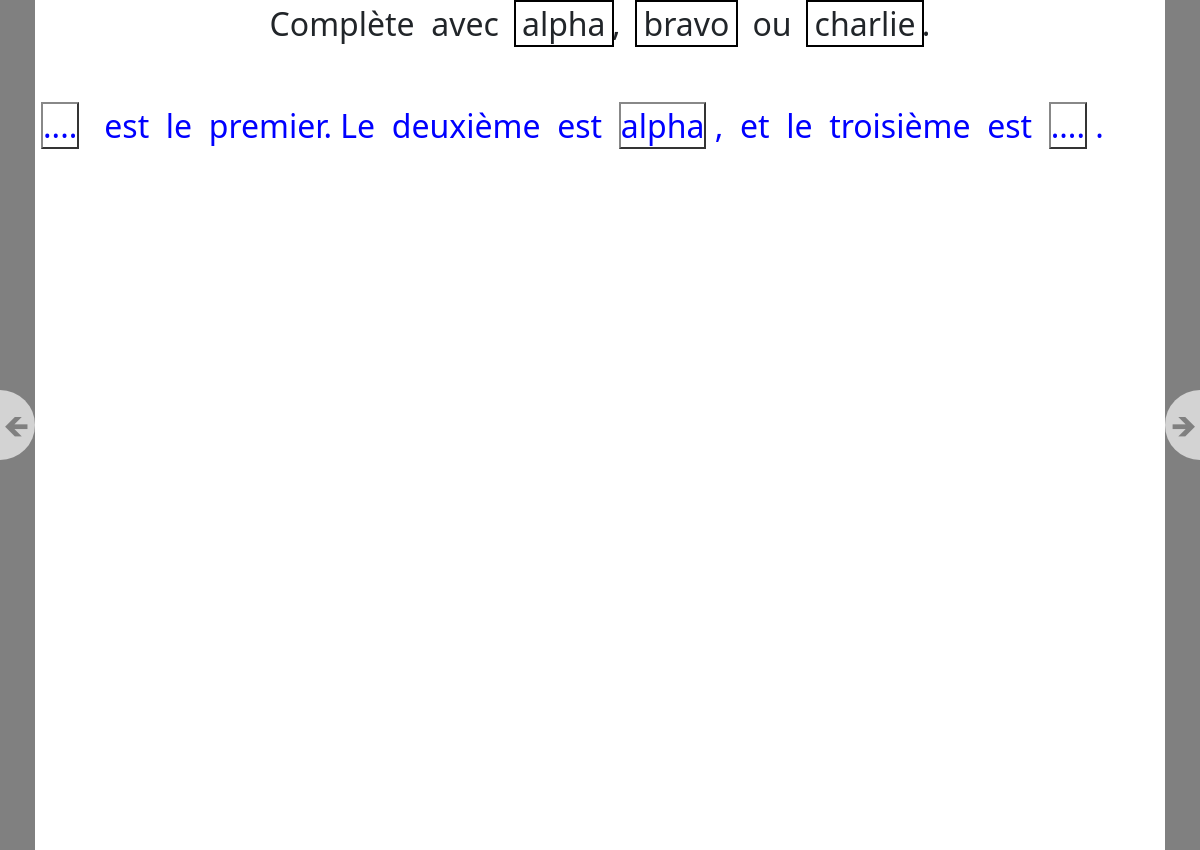 Complète avec alpha, bravo ou charlie.
.... est le premier. Le deuxième est alpha , et le troisième est .... .